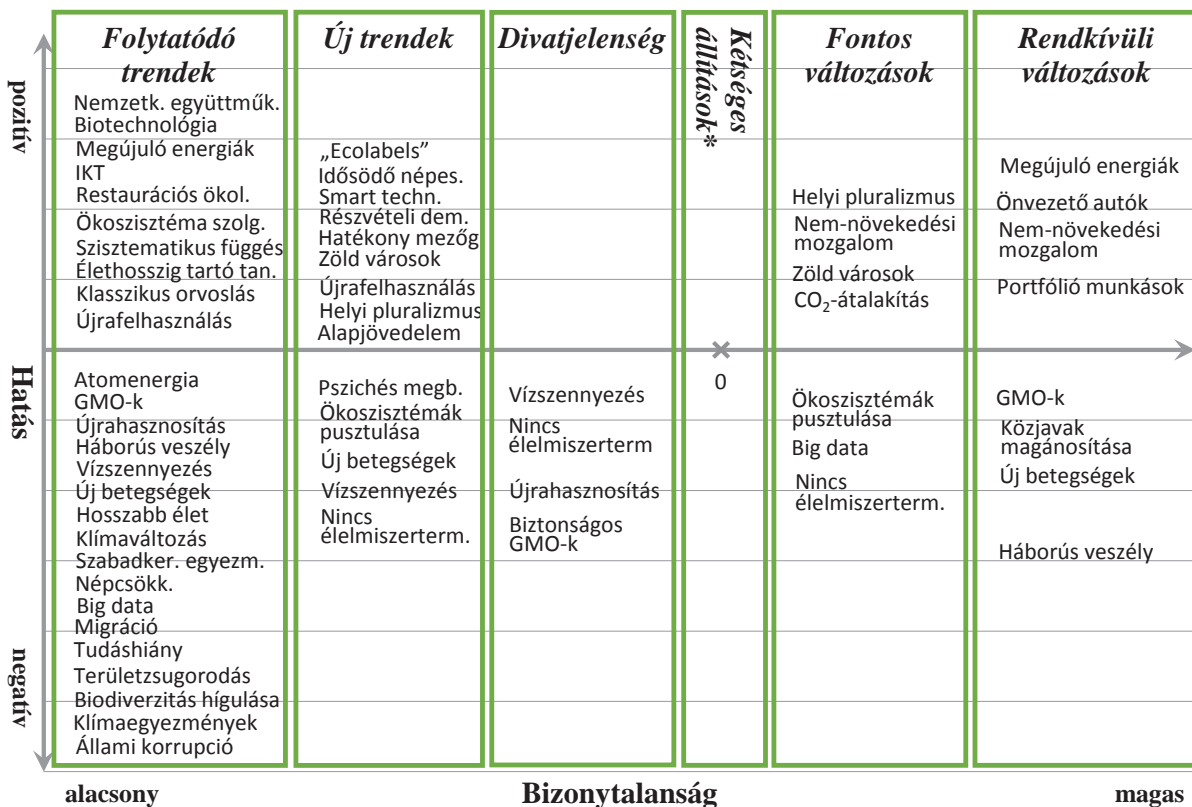 Folytatódó
trendek
Nemzetk. együttműk.
Biotechnológia
Megújuló energiák
IKT
Restaurációs ökol.
Ökoszisztéma szolg.
Szisztematikus függés
Élethosszig tartó tan.
Klasszikus orvoslás
Újrafelhasználás
Atomenergia
GMO-k
Újrahasznosítás
Háborús veszély
Vízszennyezés
Új betegségek
Hosszabb élet
Klímaváltozás
Szabadker. egyezm.
Népcsökk.
Big data
Migráció
Tudáshiány
Területzsugorodás
Biodiverzitás hígulása
Klímaegyezmények
Állami korrupció
Új trendek
„Ecolabels”
Idősödő népes.
Smart techn.
Részvételi dem.
Hatékony mezőg
Zöld városok
Újrafelhasználás
Helyi pluralizmus
Alapjövedelem
Pszichés megb.
Ökoszisztémák
pusztulása
Új betegségek
Vízszennyezés
Nincs
élelmiszerterm.
Divatjelenség
Vízszennyezés
Nincs
élelmiszerterm
Újrahasznosítás
Biztonságos
GMO-k
Kétséges
állítások*
0
Fontos
változások
Helyi pluralizmus
Nem-növekedési
mozgalom
Zöld városok
CO₂-átalakítás
Ökoszisztémák
pusztulása
Big data
Nincs
élelmiszerterm.
Rendkívüli
változások
Megújuló energiák
Önvezető autók
Nem-növekedési
mozgalom
Portfólió munkások
GMO-k
Közjavak
magánosítása
Új betegségek
Háborús veszély
pozitív
Hatás
negatív
alacsony
Bizonytalanság
magas